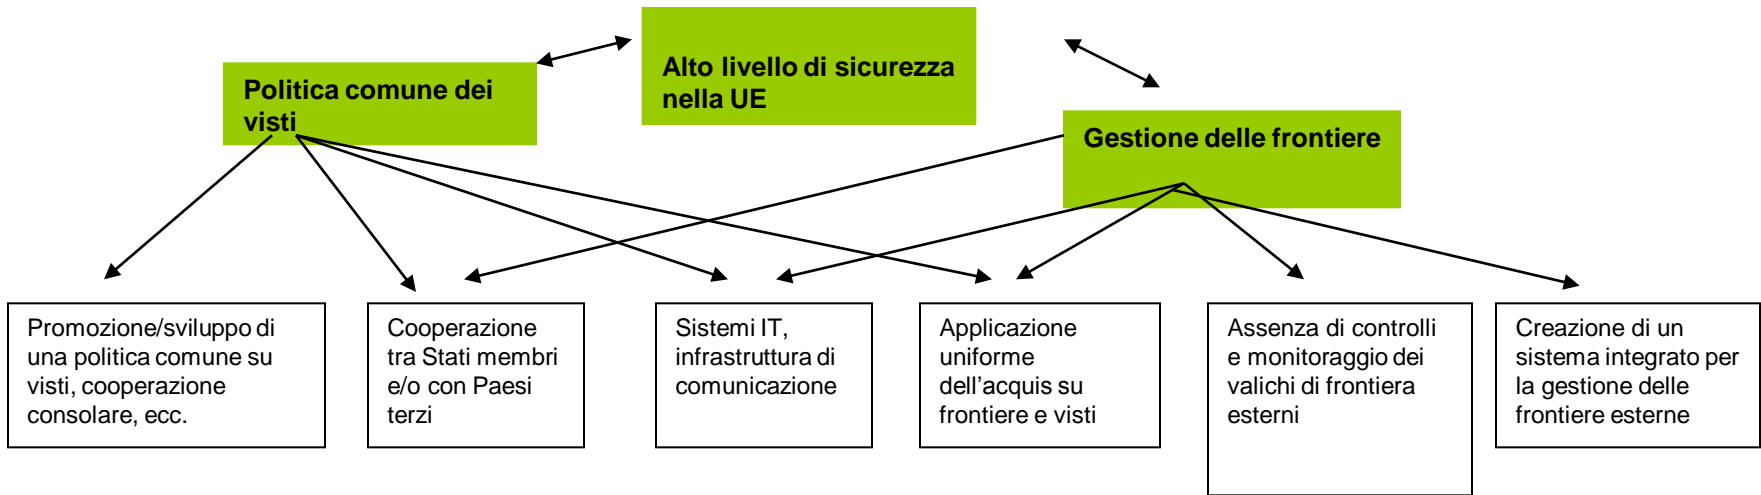 Alto livello di sicurezza
nella UE
Politica comune dei
visti
Gestione delle frontiere
Promozione/sviluppo di
una politica comune su
visti, cooperazione
consolare, ecc.
Cooperazione
tra Stati membri
e/o con Paesi
terzi
Sistemi IT,
infrastruttura di
comunicazione
Applicazione
uniforme
dell’acquis su
frontiere e visti
Assenza di controlli
e monitoraggio dei
valichi di frontiera
esterni
Creazione di un
sistema integrato per
la gestione delle
frontiere esterne